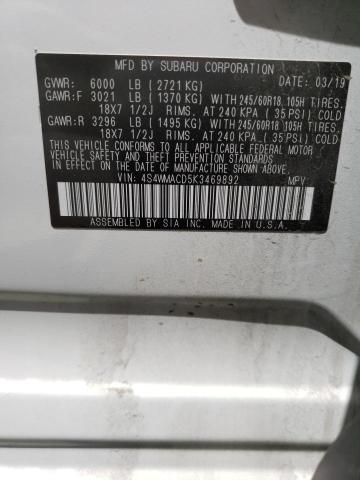 MFD BY SUBARU CORPORATION DATE: 03/19
GVWR: 6000 LB (2721 KG)
GAWR:F 3021 LB (1370 KG) WITH 245/60R18 105H TIRES.
18X7 1/2J RIMS. AT 240 KPA ( 35 PSI) COLD
GAWR:R 3296 LB (1495 KG) WITH 245/60R18 105H TIRES.
18X7 1/2J RIMS. AT 240 KPA ( 35 PSI) COLD
THIS VEHICLE CONFORMS TO ALL APPLICABLE FEDERAL MOTOR
VEHICLE SAFETY STANDARDS IN EFFECT ON THE
DATE OF MANUFACTURE SHOWN ABOVE.
VIN: 4S4WMACD5K3469892 MPV
ASSEMBLED BY SIA INC. MADE IN U.S.A.